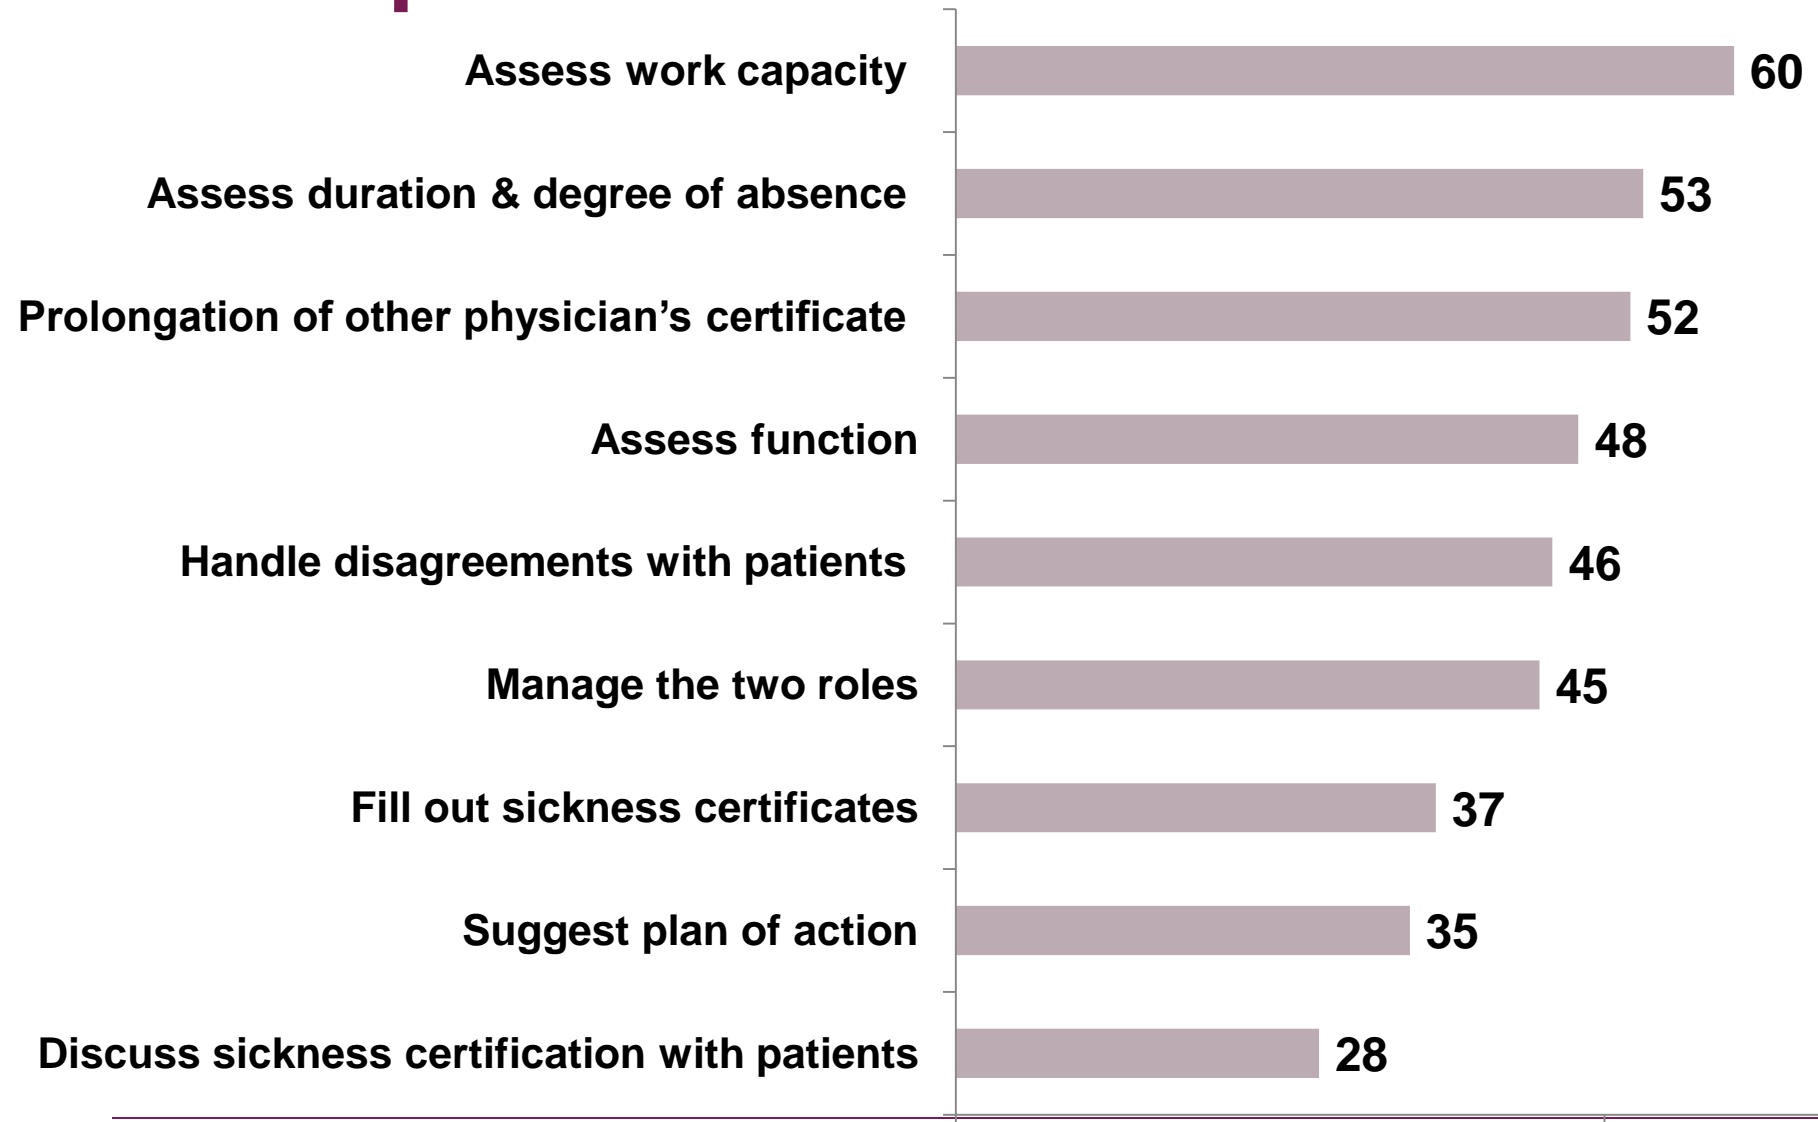 Assess work capacity 60
Assess duration & degree of absence 53
Prolongation of other physician’s certificate 52
Assess function 48
Handle disagreements with patients 46
Manage the two roles 45
Fill out sickness certificates 37
Suggest plan of action 35
Discuss sickness certification with patients 28